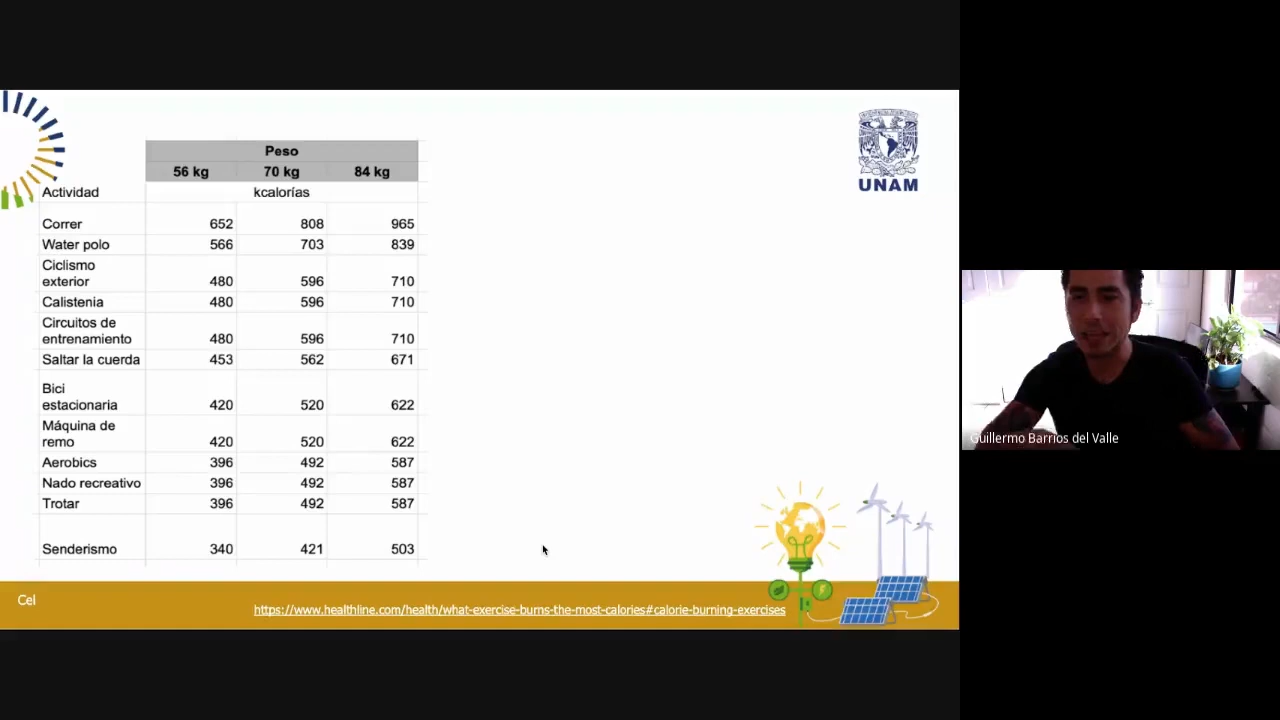 Peso
56 kg 70 kg 84 kg
Actividad kcalorías
Correr 652 808 965
Water polo 566 703 839
Ciclismo
exterior 480 596 710
Calistenia 480 596 710
Circuitos de
entrenamiento 480 596 710
Saltar la cuerda 453 562 671
Bici
estacionaria 420 520 622
Máquina de
remo 420 520 622
Aerobics 396 492 587
Nado recreativo 396 492 587
Trotar 396 492 587
Senderismo 340 421 503
UNAM
Cel
https://www.healthline.com/health/what-exercise-burns-the-most-calories#calorie-burning-exercises
Guillermo Barrios del Valle